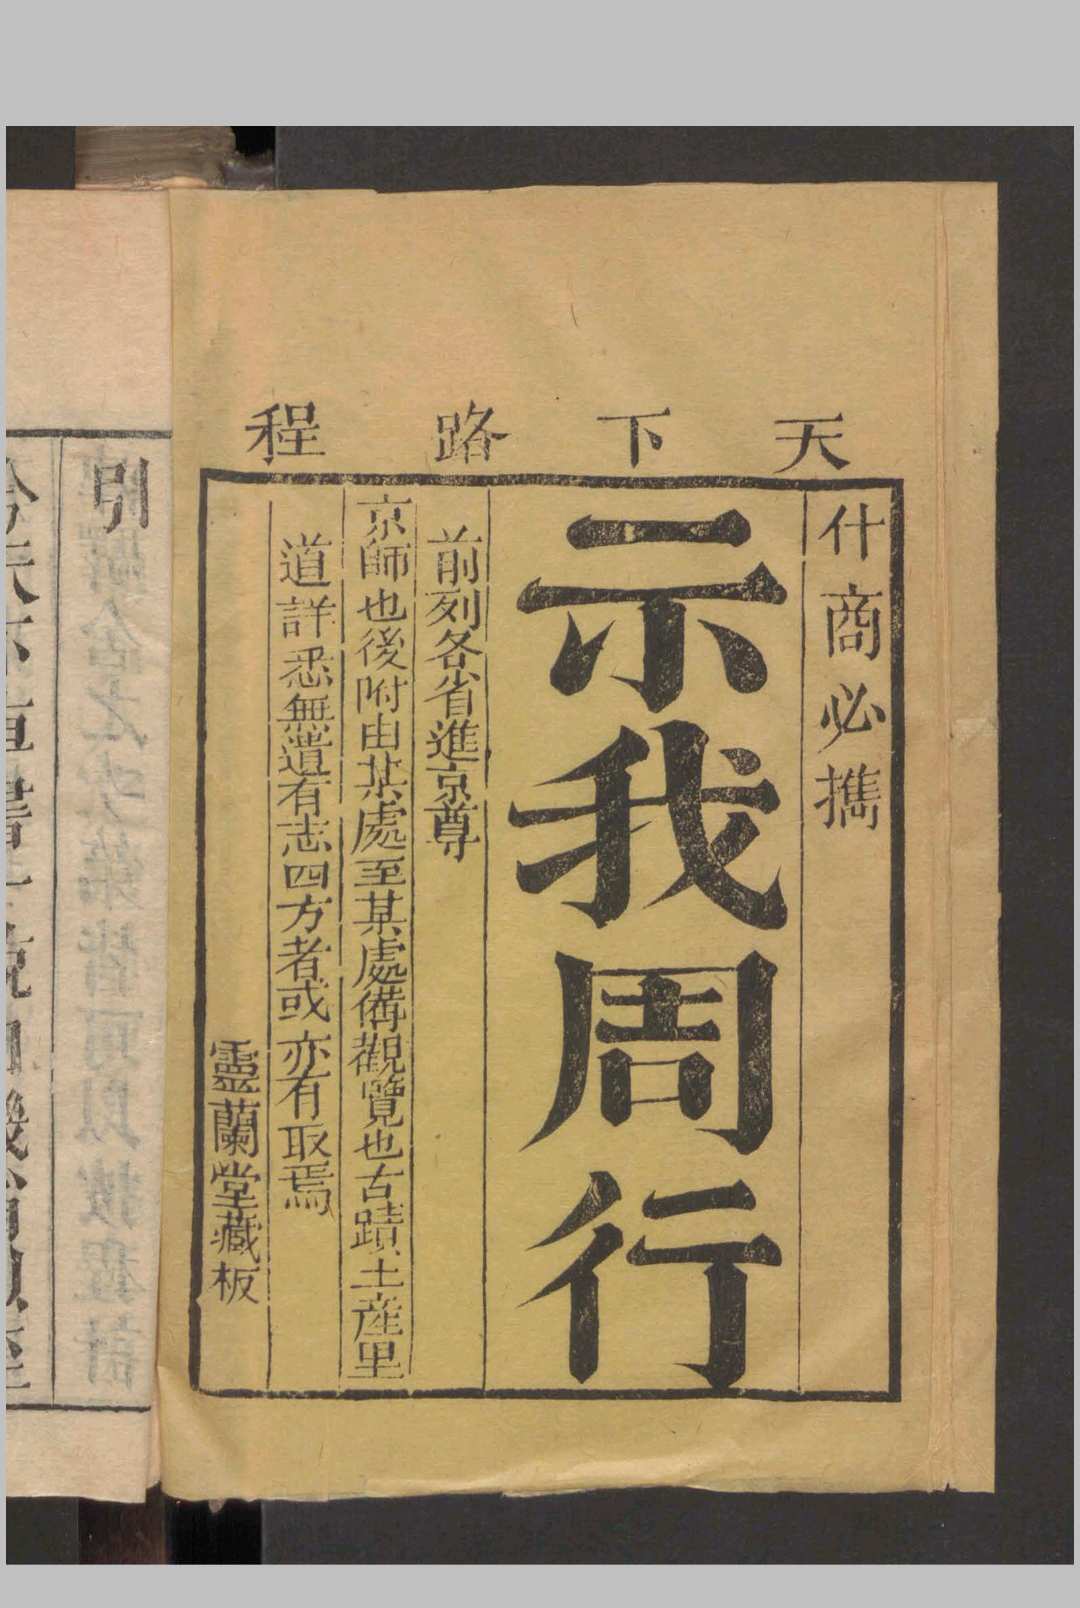 天下路程
什商必攜
示我周行
前列各省進京尊
京師也後附由某處至某處備觀覽也古蹟土產里
道詳悉無遺有志四方者或亦有取焉
靈蘭堂藏板
引